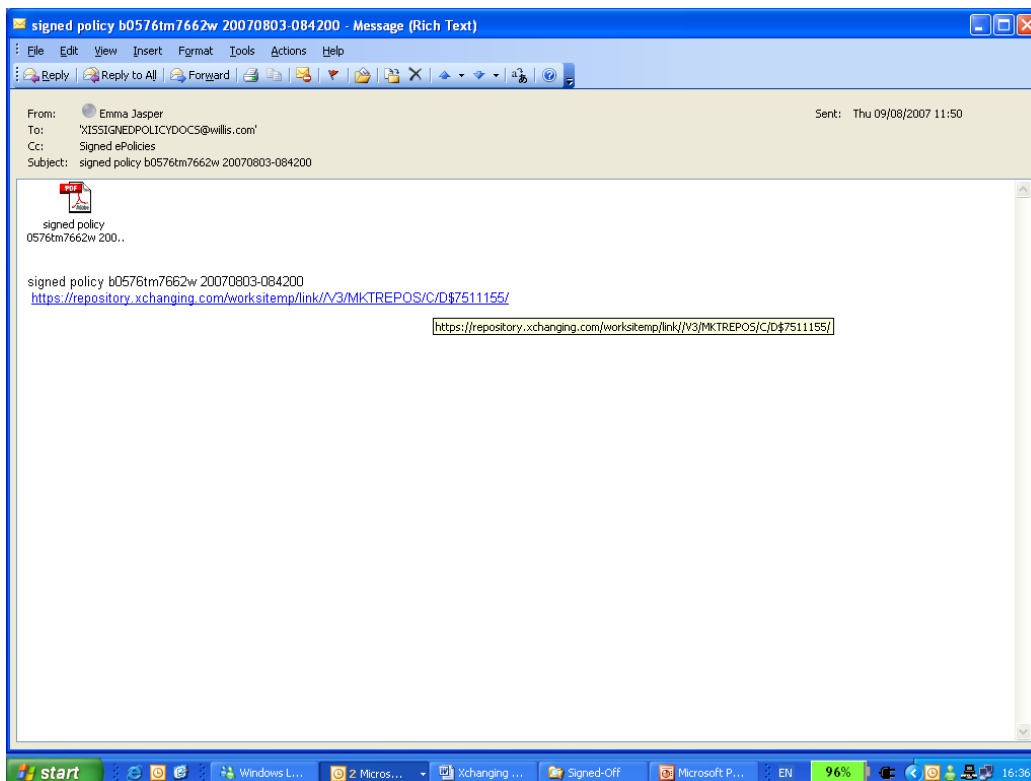 signed policy b0576tm7662w 20070803-084200 - Message (Rich Text)
File Edit View Insert Format Tools Actions Help
Reply Reply to All Forward
From: Emma Jasper Sent: Thu 09/08/2007 11:50
To: 'XISSIGNEDPOLICYDOCS@willis.com'
Cc: Signed ePolicies
Subject: signed policy b0576tm7662w 20070803-084200
PDF
Adobe
signed policy
0576tm7662w 200..
signed policy b0576tm7662w 20070803-084200
https://repository.xchanging.com/worksitemp/link//V3/MKTREPOS/C/D$7511155/
https://repository.xchanging.com/worksitemp/link//V3/MKTREPOS/C/D$7511155/
start Windows L... 2 Micros... Xchanging ... Signed-Off Microsoft P... EN 96% 16:39